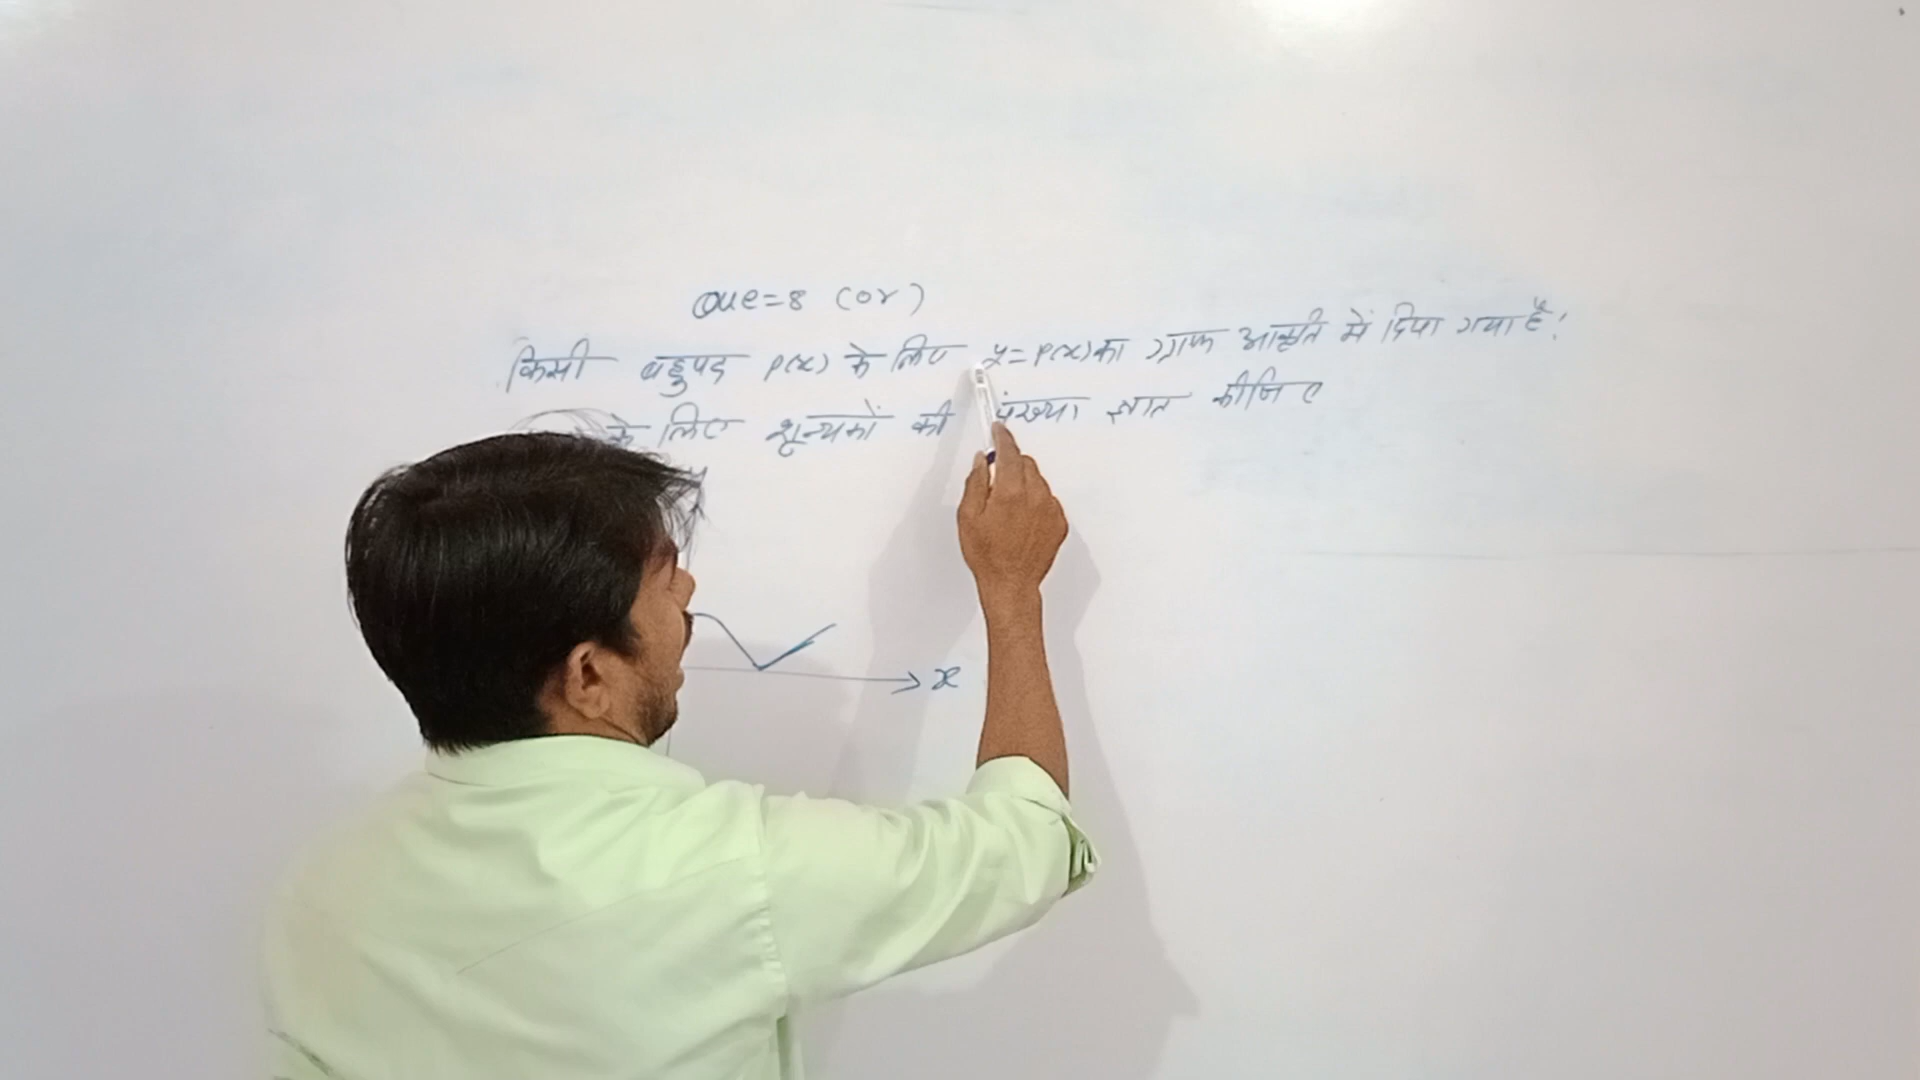 Que=8 (or)
किसी बहुपद P(x) के लिए y=P(x) का ग्राफ आकृति में दिया गया है।
के लिए शून्यकों की संख्या ज्ञात कीजिए
y
x